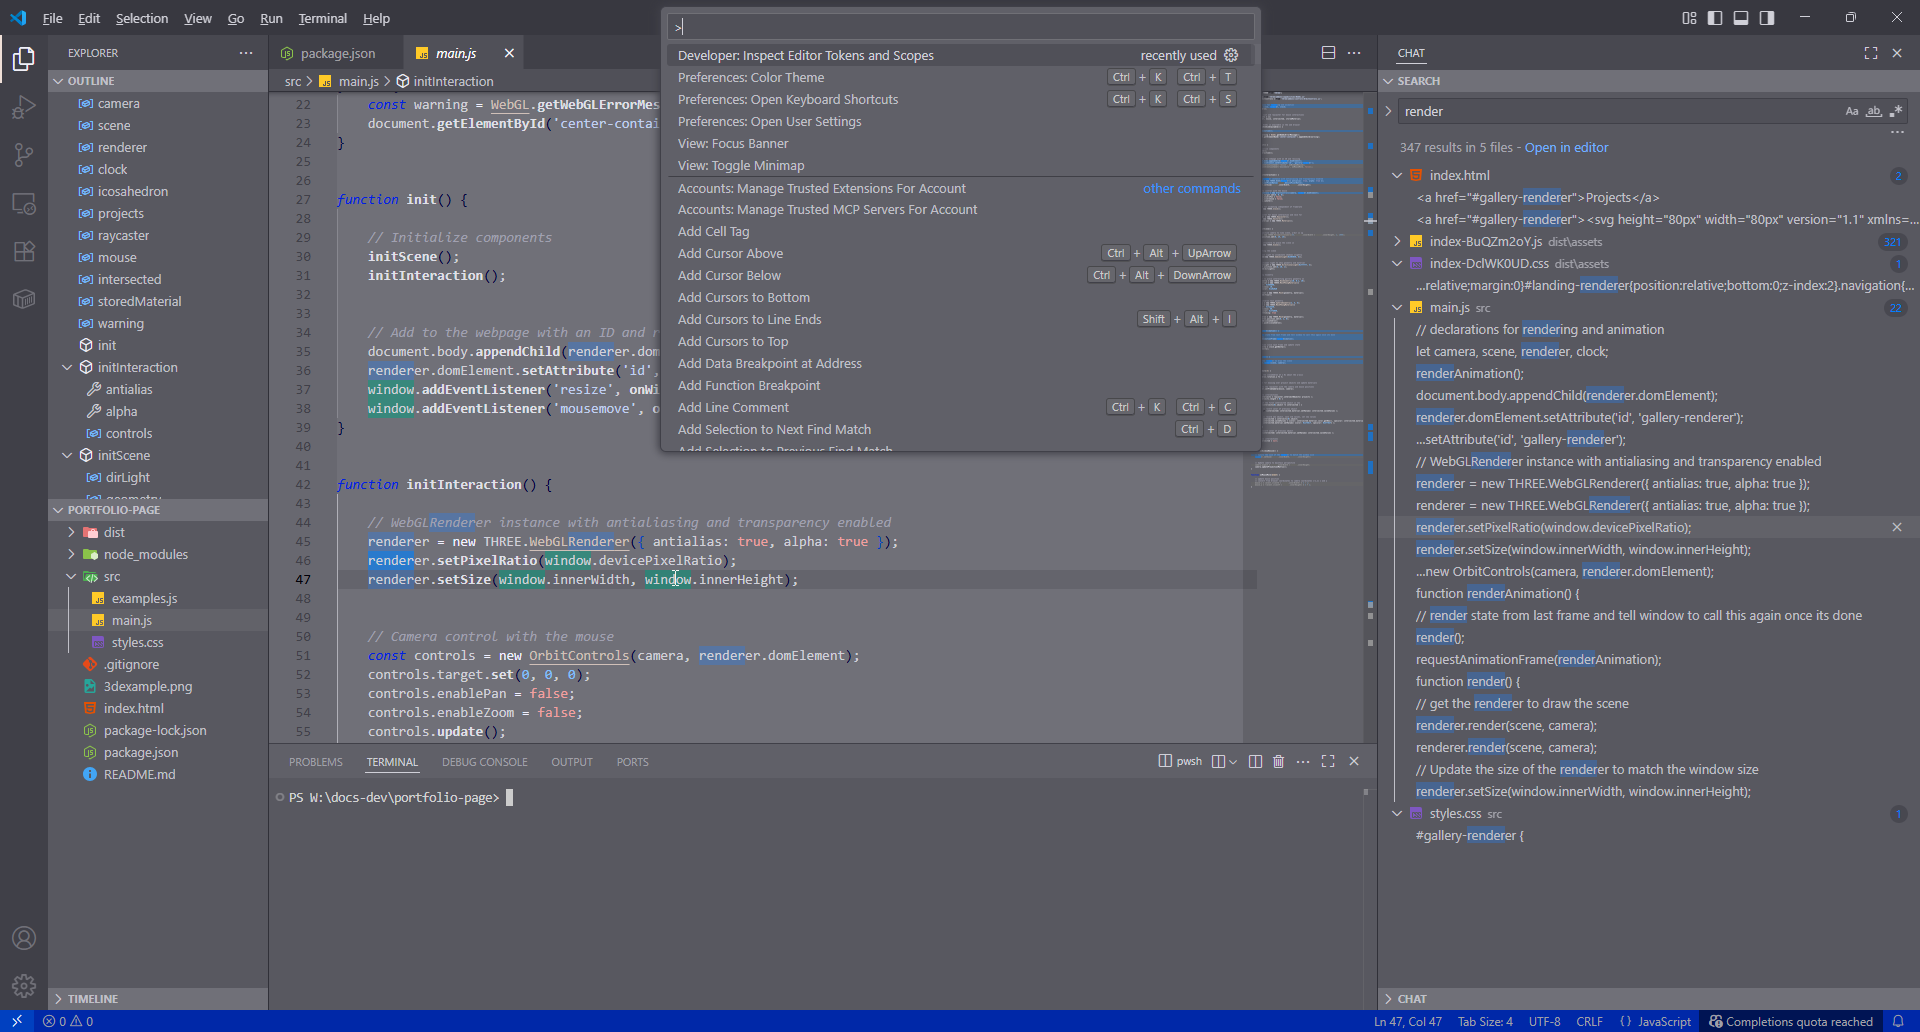 File Edit Selection View Go Run Terminal Help
EXPLORER
OUTLINE
camera
scene
renderer
clock
icosahedron
projects
raycaster
mouse
intersected
storedMaterial
warning
init
initInteraction
antialias
alpha
controls
initScene
dirLight
geometry
PORTFOLIO-PAGE
dist
node_modules
src
examples.js
main.js
styles.css
.gitignore
3dexample.png
index.html
package-lock.json
package.json
README.md
TIMELINE
package.json
main.js
src > main.js > initInteraction
22 const warning = WebGL.getWebGLErrorMes
23 document.getElementById('center-contai
24 }
25
26
27 function init() {
28
29 // Initialize components
30 initScene();
31 initInteraction();
32
33
34 // Add to the webpage with an ID and r
35 document.body.appendChild(renderer.dom
36 renderer.domElement.setAttribute('id',
37 window.addEventListener('resize', onWi
38 window.addEventListener('mousemove', o
39 }
40
41
42 function initInteraction() {
43
44 // WebGLRenderer instance with antialiasing and transparency enabled
45 renderer = new THREE.WebGLRenderer({ antialias: true, alpha: true });
46 renderer.setPixelRatio(window.devicePixelRatio);
47 renderer.setSize(window.innerWidth, window.innerHeight);
48
49
50 // Camera control with the mouse
51 const controls = new OrbitControls(camera, renderer.domElement);
52 controls.target.set(0, 0, 0);
53 controls.enablePan = false;
54 controls.enableZoom = false;
55 controls.update();
>
Developer: Inspect Editor Tokens and Scopes recently used
Preferences: Color Theme Ctrl + K Ctrl + T
Preferences: Open Keyboard Shortcuts Ctrl + K Ctrl + S
Preferences: Open User Settings
View: Focus Banner
View: Toggle Minimap
Accounts: Manage Trusted Extensions For Account other commands
Accounts: Manage Trusted MCP Servers For Account
Add Cell Tag
Add Cursor Above Ctrl + Alt + UpArrow
Add Cursor Below Ctrl + Alt + DownArrow
Add Cursors to Bottom
Add Cursors to Line Ends Shift + Alt + I
Add Cursors to Top
Add Data Breakpoint at Address
Add Function Breakpoint
Add Line Comment Ctrl + K Ctrl + C
Add Selection to Next Find Match Ctrl + D
Add Selection to Previous Find Match
PROBLEMS TERMINAL DEBUG CONSOLE OUTPUT PORTS
pwsh
PS W:\docs-dev\portfolio-page>
CHAT
SEARCH
render
Aa ab
347 results in 5 files - Open in editor
index.html 2
<a href="#gallery-renderer">Projects</a>
<a href="#gallery-renderer"><svg height="80px" width="80px" version="1.1" xmlns=...
index-BuQZm2oY.js dist\assets 321
index-DclWK0UD.css dist\assets 1
...relative;margin:0}#landing-renderer{position:relative;bottom:0;z-index:2}.navigation{...
main.js src 22
// declarations for rendering and animation
let camera, scene, renderer, clock;
renderAnimation();
document.body.appendChild(renderer.domElement);
renderer.domElement.setAttribute('id', 'gallery-renderer');
...setAttribute('id', 'gallery-renderer');
// WebGLRenderer instance with antialiasing and transparency enabled
renderer = new THREE.WebGLRenderer({ antialias: true, alpha: true });
renderer = new THREE.WebGLRenderer({ antialias: true, alpha: true });
renderer.setPixelRatio(window.devicePixelRatio);
renderer.setSize(window.innerWidth, window.innerHeight);
...new OrbitControls(camera, renderer.domElement);
function renderAnimation() {
// render state from last frame and tell window to call this again once its done
render();
requestAnimationFrame(renderAnimation);
function render() {
// get the renderer to draw the scene
renderer.render(scene, camera);
renderer.render(scene, camera);
// Update the size of the renderer to match the window size
renderer.setSize(window.innerWidth, window.innerHeight);
styles.css src 1
#gallery-renderer {
CHAT
0 0
Ln 47, Col 47 Tab Size: 4 UTF-8 CRLF { } JavaScript Completions quota reached